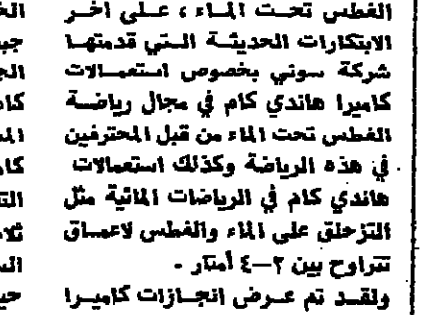 الغطس تحت الماء ، على آخر
الابتكارات الحديثة التي قدمتها
شركة سوني بخصوص استعمالات
كاميرا هاندي كام في مجال رياضة
الغطس تحت الماء من قبل المحترفين
في هذه الرياضة وكذلك استعمالات
هاندي كام في الرياضات المائية مثل
التزحلق على الماء والغطس لاعماق
تتراوح بين ٢-٤ أمتار .
ولقد تم عرض انجازات كاميرا